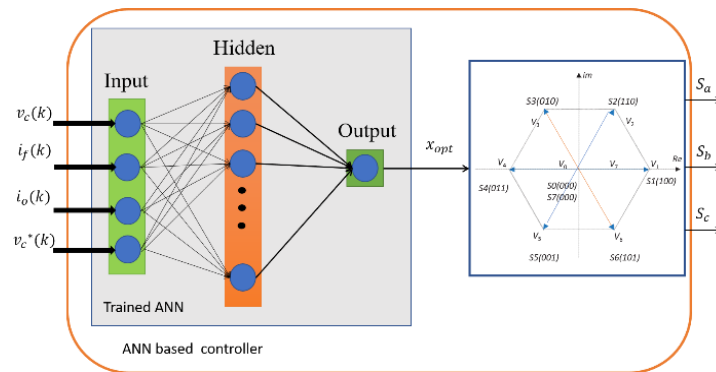 Hidden
Input
Output
v_c(k)
i_f(k)
i_o(k)
v_c*(k)
x_opt
Trained ANN
ANN based controller
Im
S3(010)
S2(110)
V3
V2
V4
V0
V7
V1
Re
S4(011)
S0(000)
S7(000)
S1(100)
V5
V6
S5(001)
S6(101)
S_a
S_b
S_c